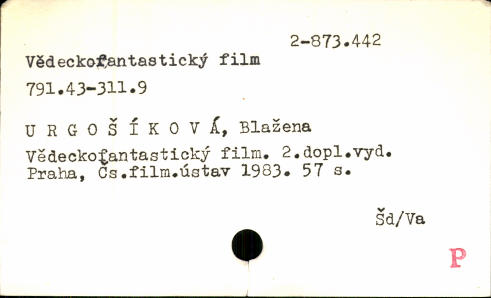 2-873.442
Vědeckofantastický film
791.43-311.9
U R G O Š Í K O V Á, Blažena
Vědeckofantastický film. 2.dopl.vyd.
Praha, Čs.film.ústav 1983. 57 s.
Šd/Va
P